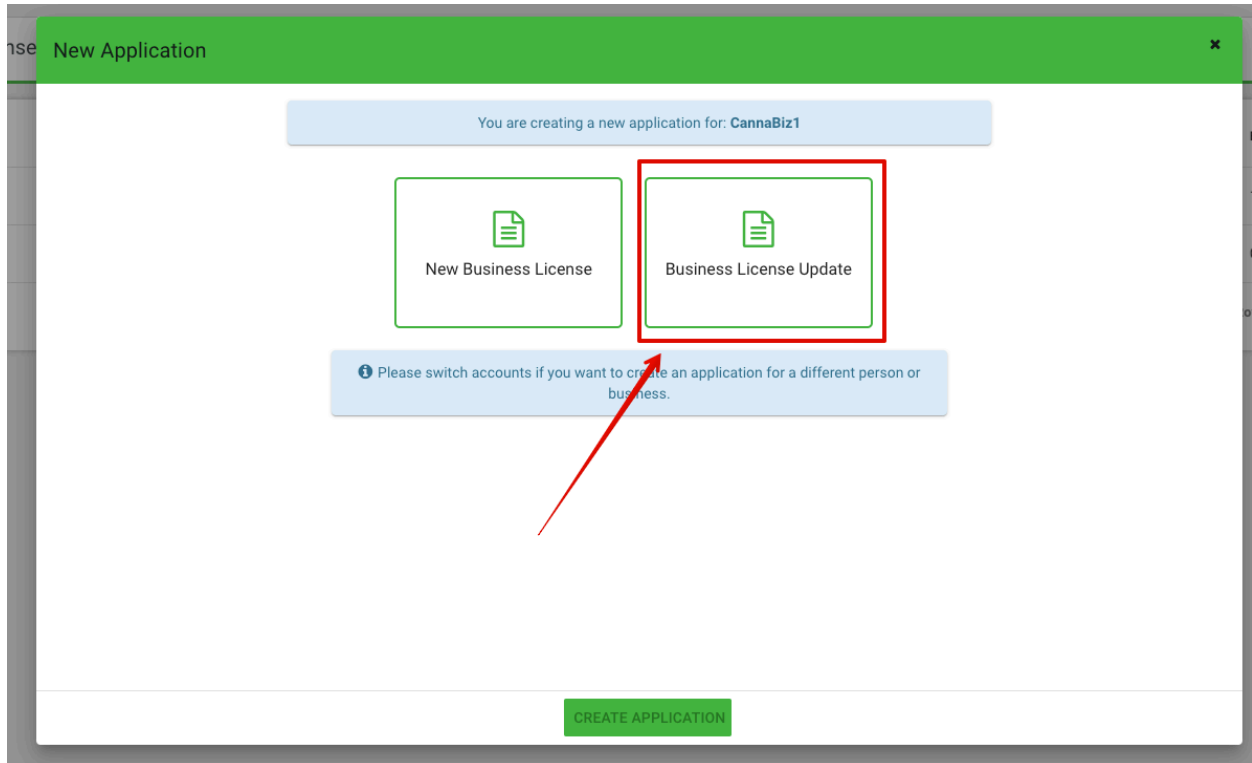 New Application
You are creating a new application for: CannaBiz1
New Business License
Business License Update
Please switch accounts if you want to create an application for a different person or
business.
CREATE APPLICATION